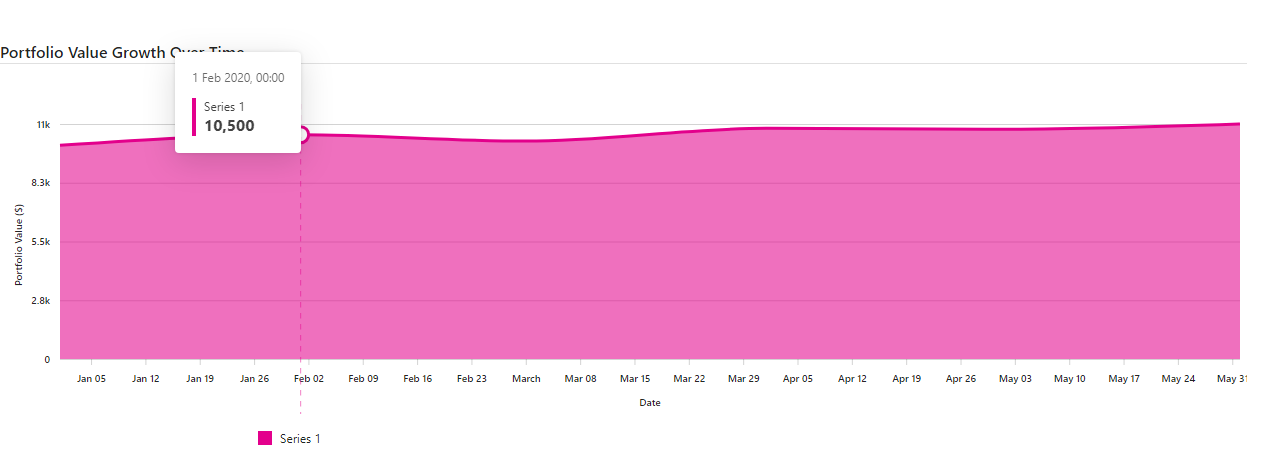 Portfolio Value Growth Over Time
1 Feb 2020, 00:00
Series 1
10,500
11k
8.3k
5.5k
2.8k
0
Portfolio Value ($)
Jan 05 Jan 12 Jan 19 Jan 26 Feb 02 Feb 09 Feb 16 Feb 23 March Mar 08 Mar 15 Mar 22 Mar 29 Apr 05 Apr 12 Apr 19 Apr 26 May 03 May 10 May 17 May 24 May 31
Date
Series 1